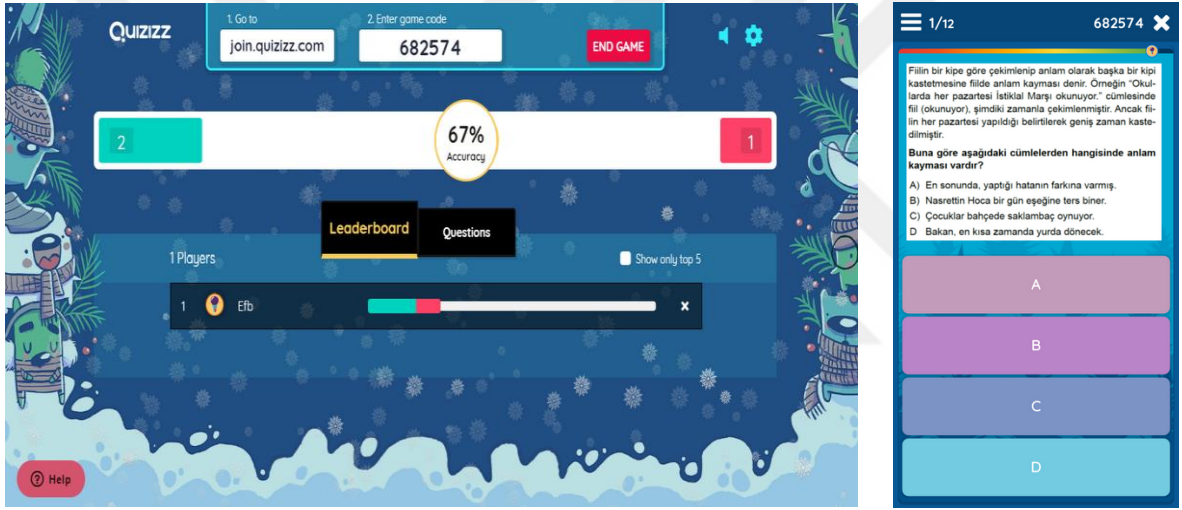 Quizizz
1. Go to
join.quizizz.com
2. Enter game code
682574
END GAME
2
67%
Accuracy
1
Leaderboard
Questions
1 Players
Show only top 5
1 Efb
Help
1/12
682574
Fiilin bir kipe göre çekimlenip anlam olarak başka bir kipi
kastetmesine fiilde anlam kayması denir. Örneğin “Okul-
larda her pazartesi İstiklal Marşı okunuyor.” cümlesinde
fiil (okunuyor), şimdiki zamanla çekimlenmiştir. Ancak fii-
lin her pazartesi yapıldığı belirtilerek geniş zaman kaste-
dilmiştir.
Buna göre aşağıdaki cümlelerden hangisinde anlam
kayması vardır?
A) En sonunda, yaptığı hatanın farkına varmış.
B) Nasrettin Hoca bir gün eşeğine ters biner.
C) Çocuklar bahçede saklambaç oynuyor.
D Bakan, en kısa zamanda yurda dönecek.
A
B
C
D